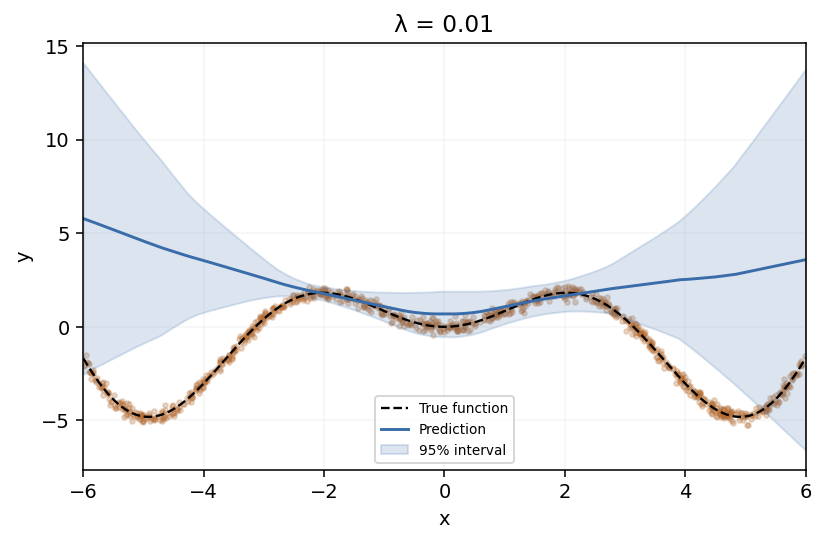 λ = 0.01
15
10
5
0
−5
y
−6
−4
−2
0
2
4
6
x
True function
Prediction
95% interval